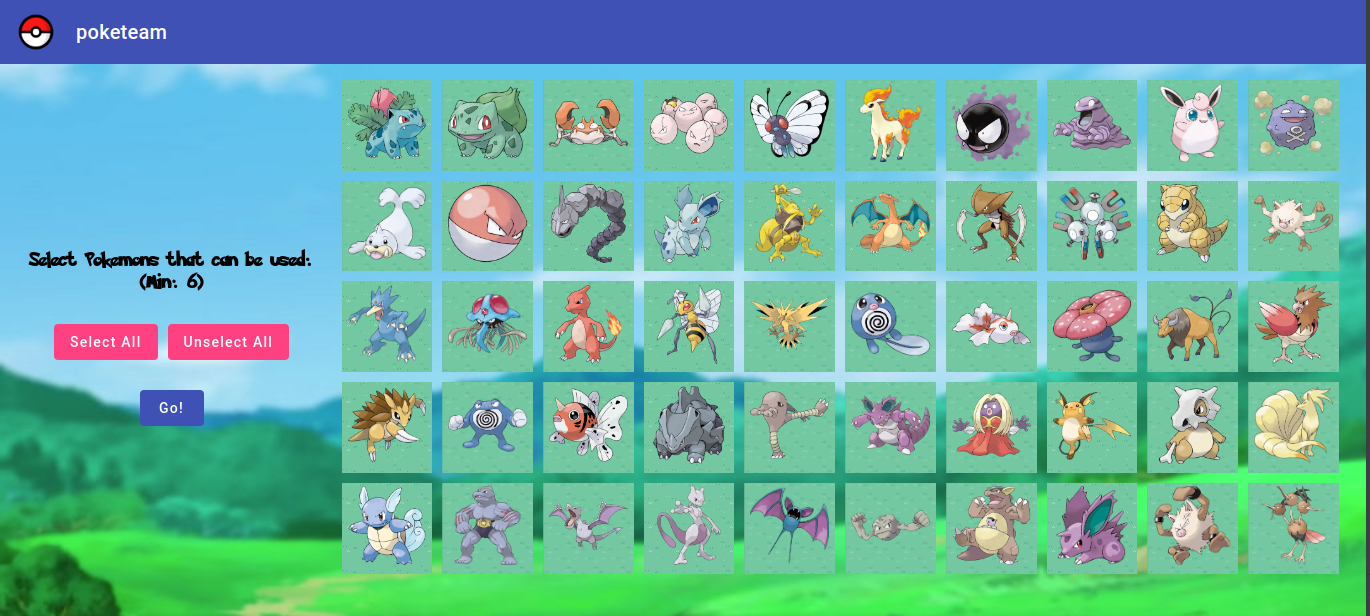 poketeam
Select Pokemons that can be used:
(Min: 6)
Select All
Unselect All
Go!